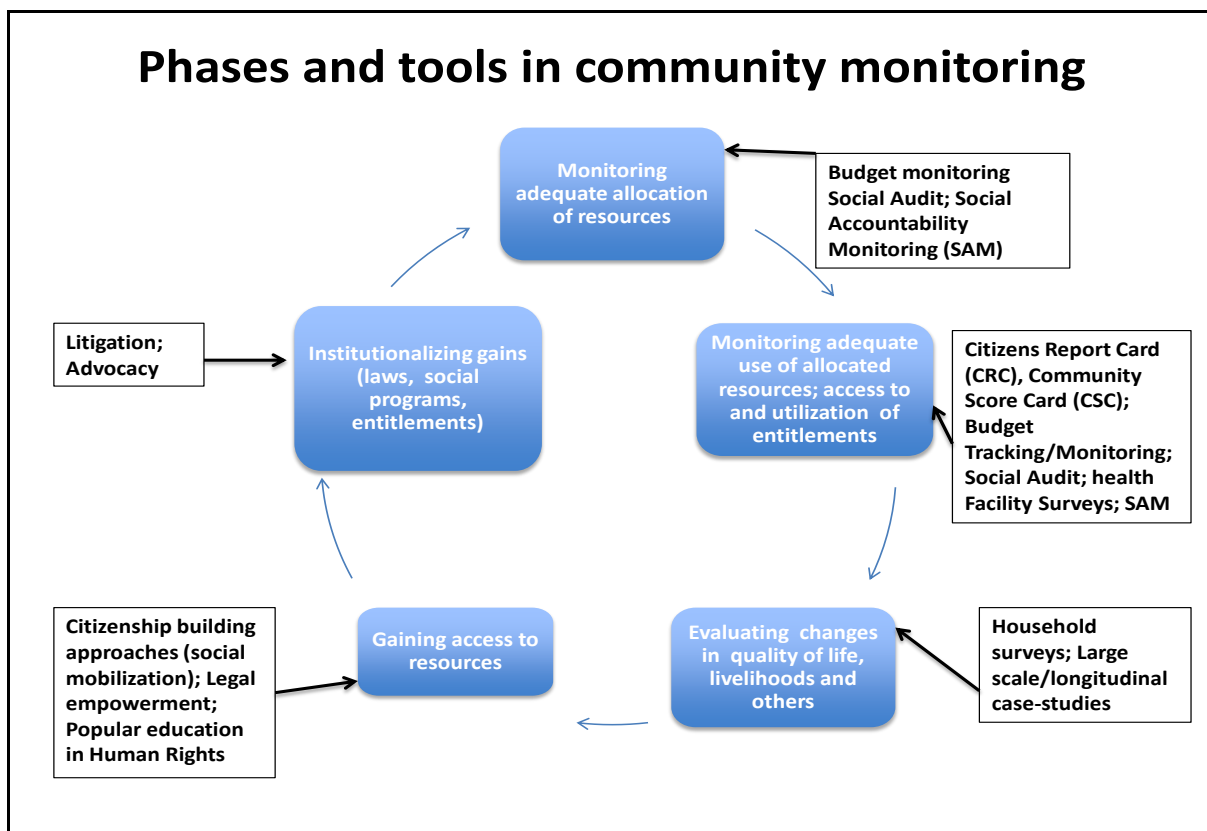 Phases and tools in community monitoring
Monitoring
adequate allocation
of resources
Budget monitoring
Social Audit; Social
Accountability
Monitoring (SAM)
Litigation;
Advocacy
Institutionalizing gains
(laws, social
programs,
entitlements)
Monitoring adequate
use of allocated
resources; access to
and utilization of
entitlements
Citizens Report Card
(CRC), Community
Score Card (CSC);
Budget
Tracking/Monitoring;
Social Audit; health
Facility Surveys; SAM
Citizenship building
approaches (social
mobilization); Legal
empowerment;
Popular education
in Human Rights
Gaining access to
resources
Evaluating changes
in quality of life,
livelihoods and
others
Household
surveys; Large
scale/longitudinal
case-studies